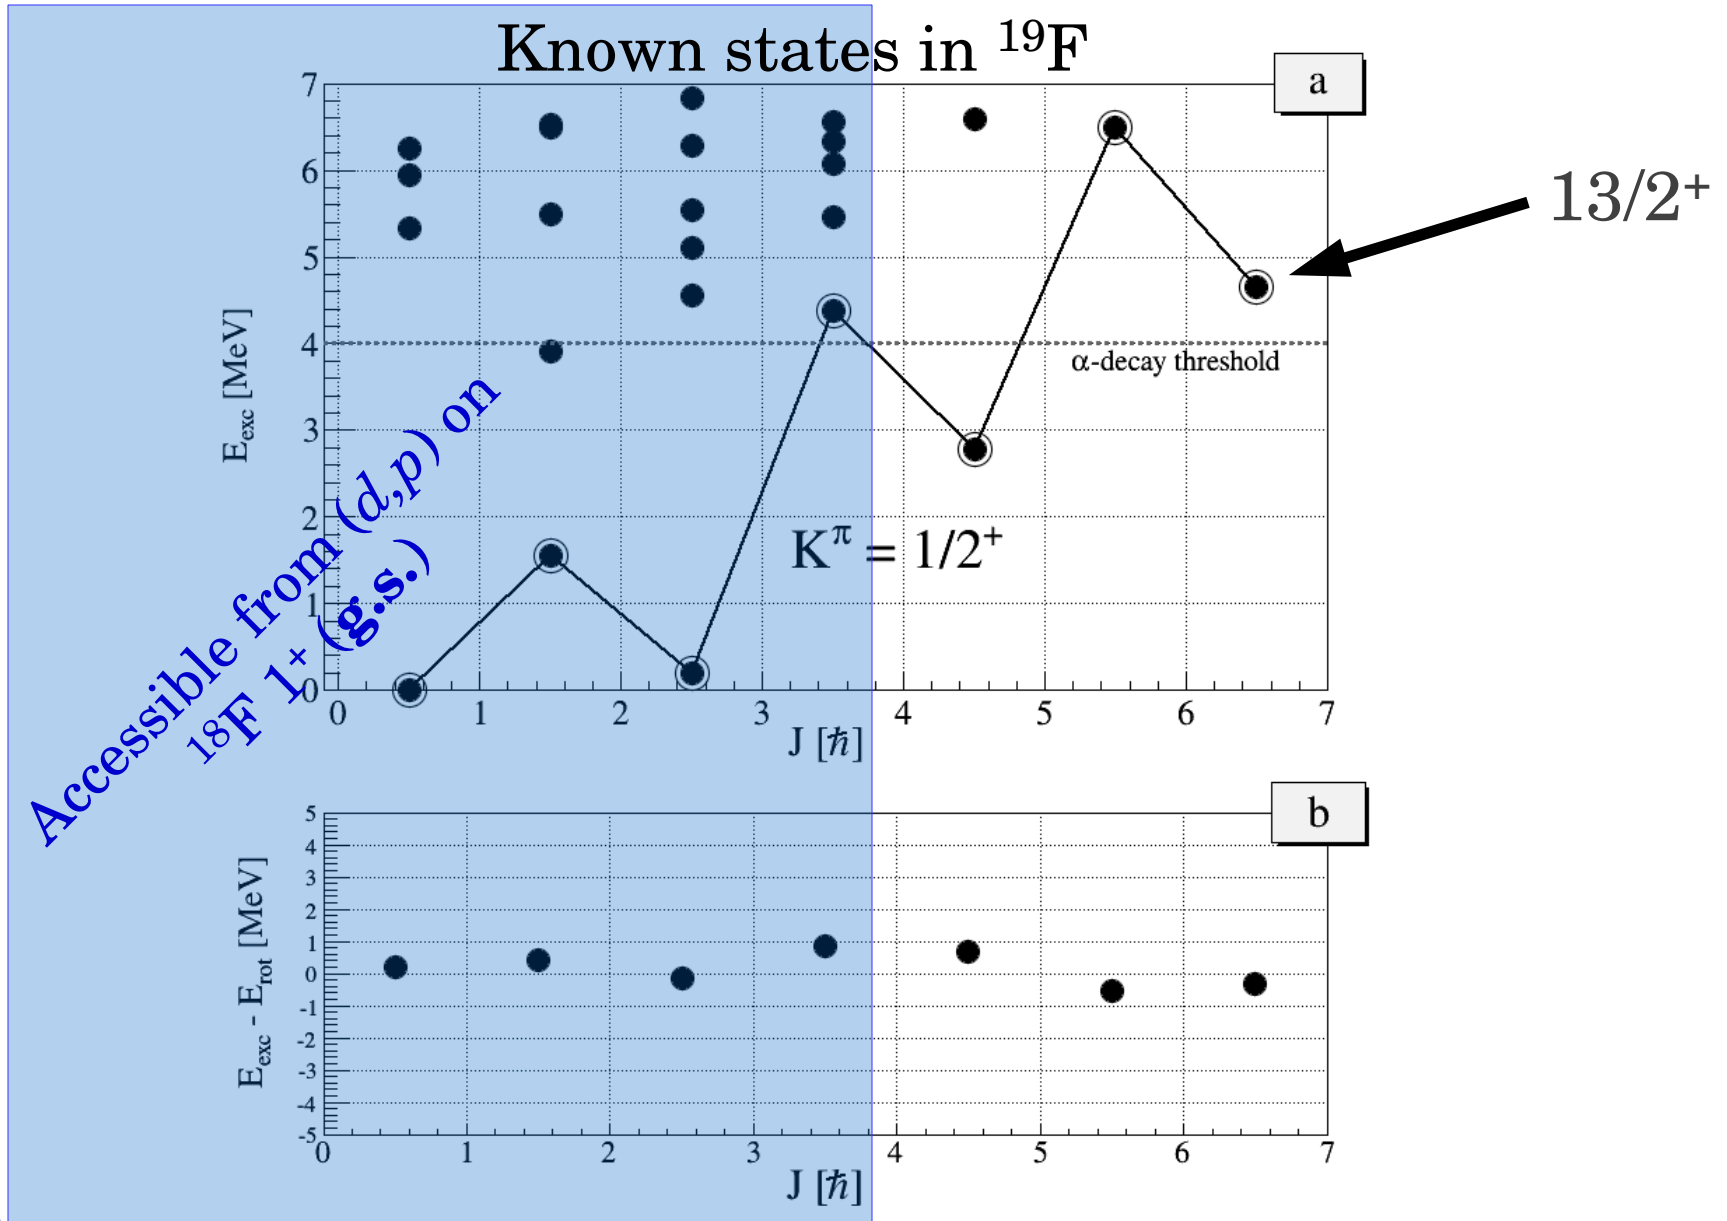 Known states in ¹⁹F
a
7
6
5
4
3
2
1
0
E_exc [MeV]
13/2⁺
α-decay threshold
K^π = 1/2⁺
Accessible from (d,p) on
¹⁸F 1⁺ (g.s.)
0 1 2 3 4 5 6 7
J [ħ]
b
5
4
3
2
1
0
-1
-2
-3
-4
-5
E_exc - E_rot [MeV]
0 1 2 3 4 5 6 7
J [ħ]